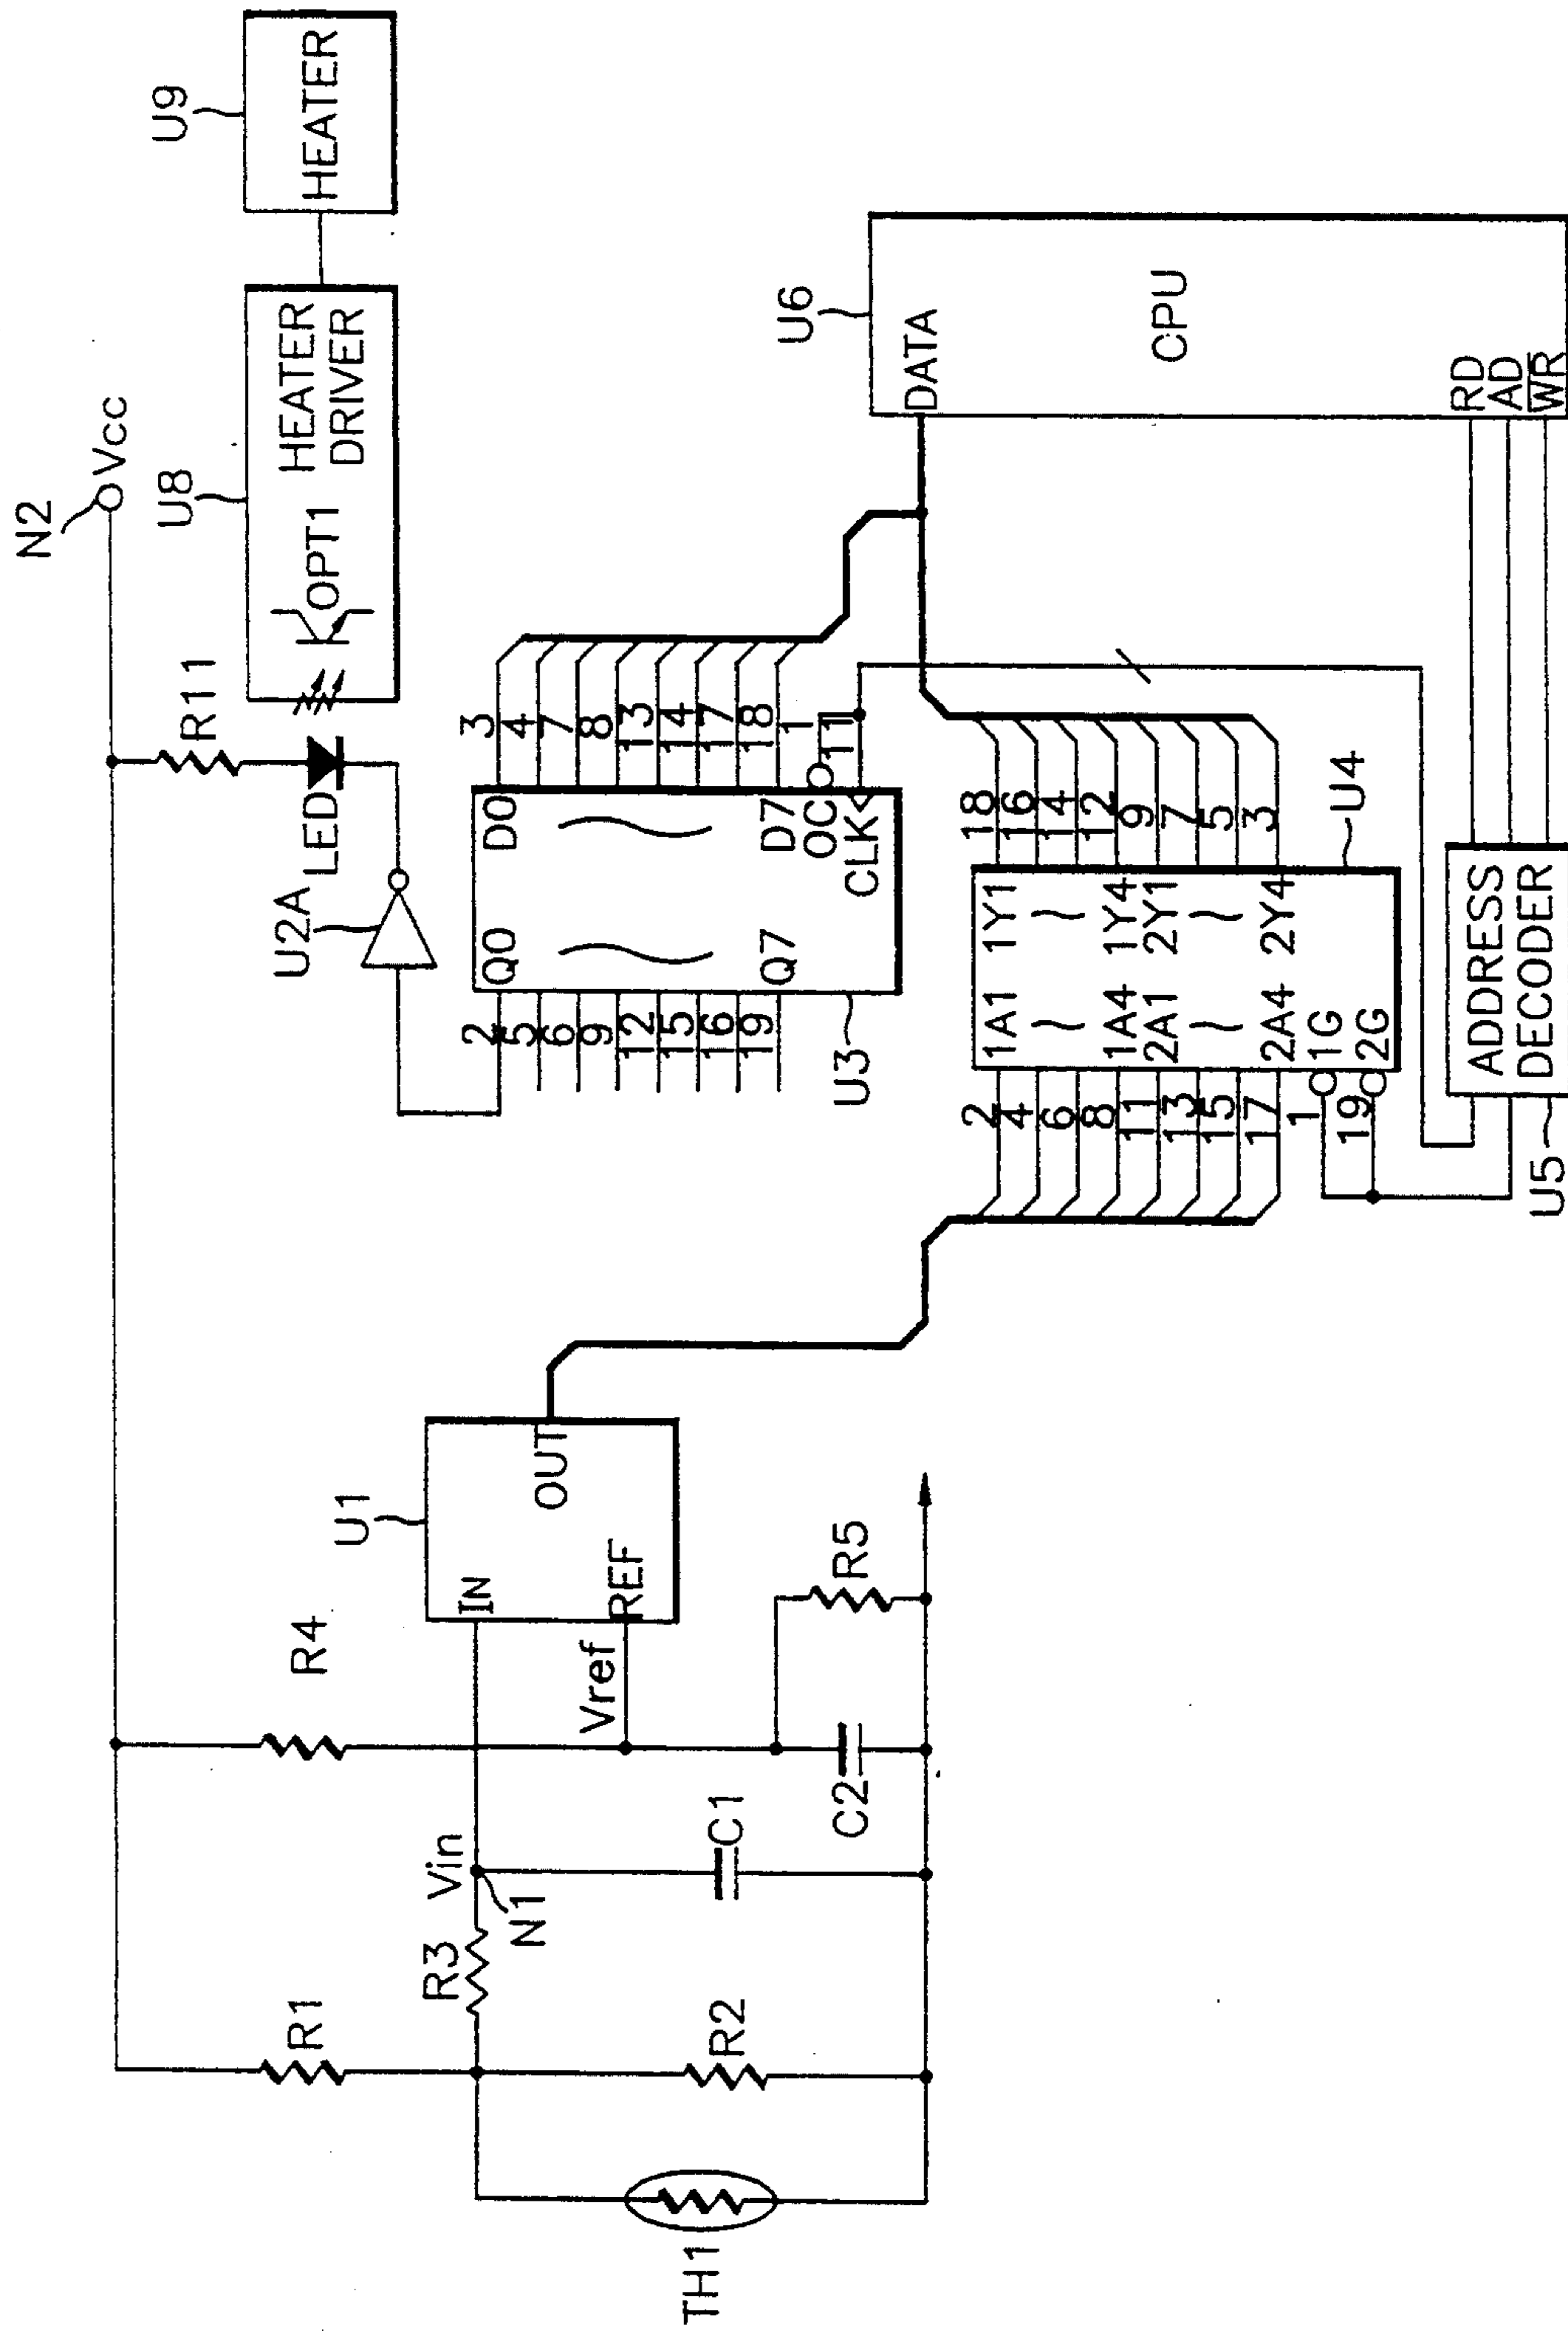 N2
Vcc
R1
R4
R11
LED
U2A
U8
OPT1
HEATER
DRIVER
U9
HEATER
TH1
R2
R3
Vin
N1
C1
C2
R5
Vref
U1
IN
REF
OUT
U3
Q0
Q7
D0
D7
OC
CLK
2
5
6
9
12
15
16
19
3
4
7
8
13
14
17
18
1
11
U4
1A1
1A4
2A1
2A4
1G
2G
1Y1
1Y4
2Y1
2Y4
2
4
6
8
11
13
15
17
1
19
18
16
14
12
9
7
5
3
U5
ADDRESS
DECODER
U6
DATA
CPU
RD
AD
WR